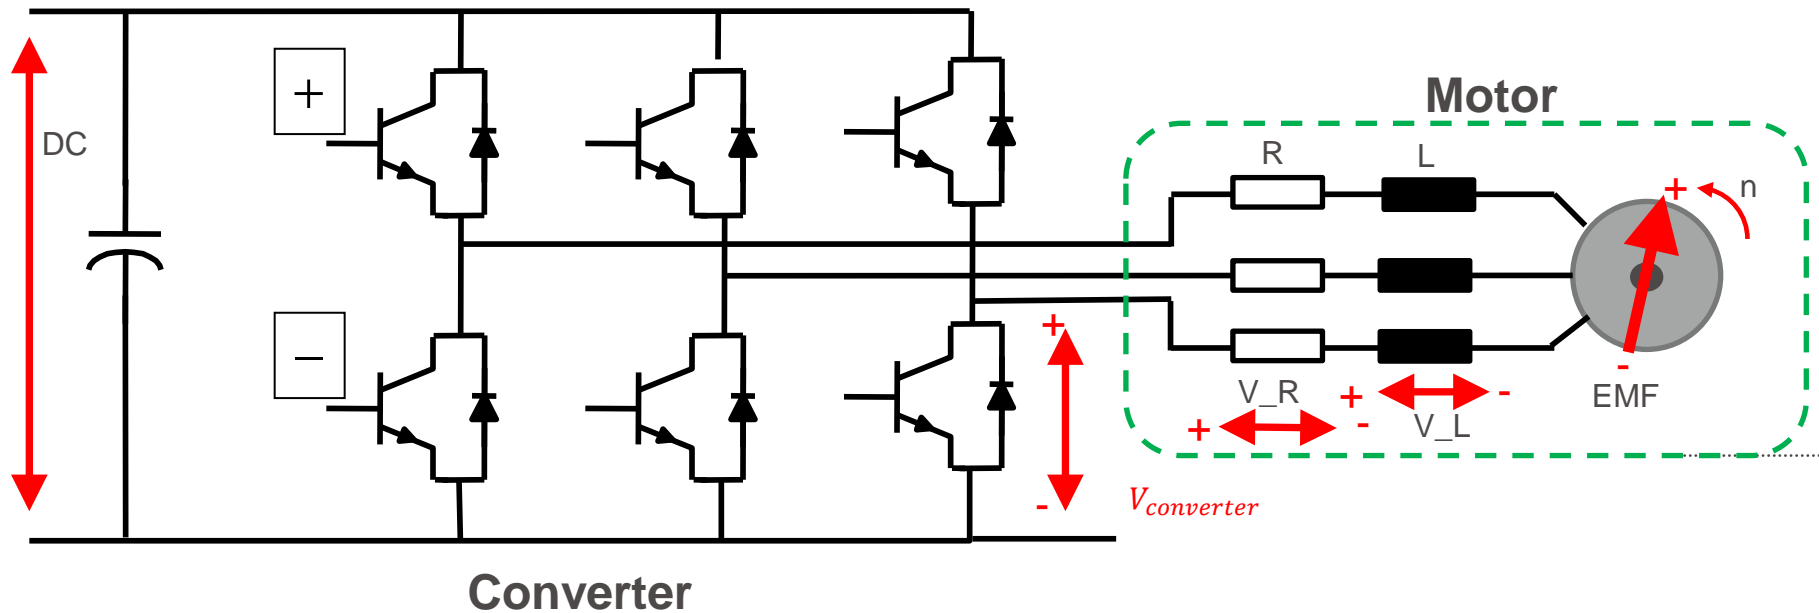 +
DC
Motor
R
L
+
n
−
+
-
EMF
V_R
+
-
V_L
+
-
-
V_converter
Converter